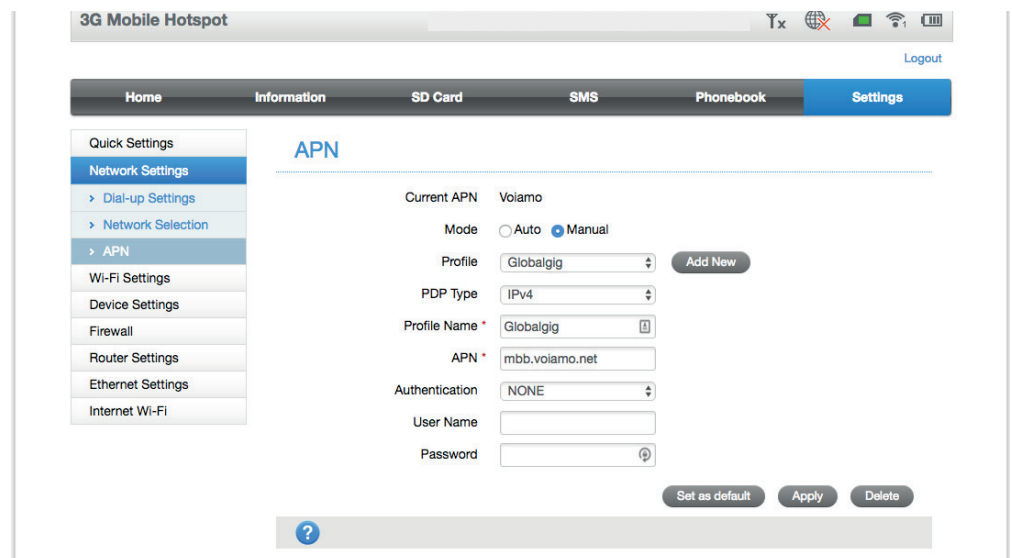 3G Mobile Hotspot
1
Logout
Home Information SD Card SMS Phonebook Settings
Quick Settings
Network Settings
> Dial-up Settings
> Network Selection
> APN
Wi-Fi Settings
Device Settings
Firewall
Router Settings
Ethernet Settings
Internet Wi-Fi
APN
Current APN Voiamo
Mode Auto Manual
Profile Globalgig Add New
PDP Type IPv4
Profile Name * Globalgig
APN * mbb.voiamo.net
Authentication NONE
User Name
Password
Set as default Apply Delete
?